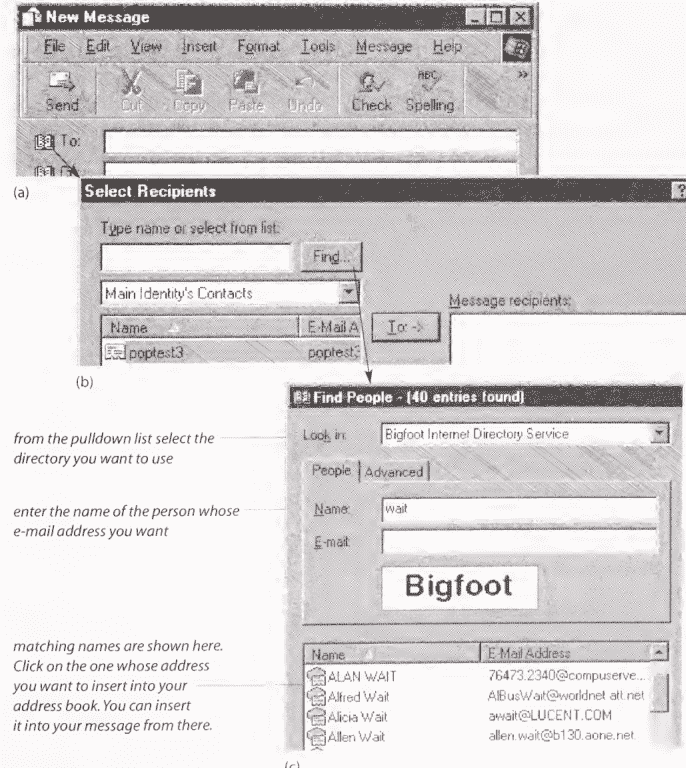 New Message
File Edit View Insert Format Tools Message Help
Send Cut Copy Paste Undo Check Spelling »
To:
(a)
Select Recipients ?
Type name or select from list:
Find...
Main Identity's Contacts
Message recipients:
Name E-Mail A To: ->
poptest3 poptest3
(b)
Find People - (40 entries found)
from the pulldown list select the
directory you want to use
Look in: Bigfoot Internet Directory Service
People Advanced
enter the name of the person whose
e-mail address you want
Name: wait
E-mail:
Bigfoot
matching names are shown here.
Click on the one whose address
you want to insert into your
address book. You can insert
it into your message from there.
Name E-Mail Address
ALAN WAIT 76473.2340@compuserve...
Alfred Wait AlBusWait@worldnet.att.net
Alicia Wait await@LUCENT.COM
Allen Wait allen.wait@b130.aone.net
(c)